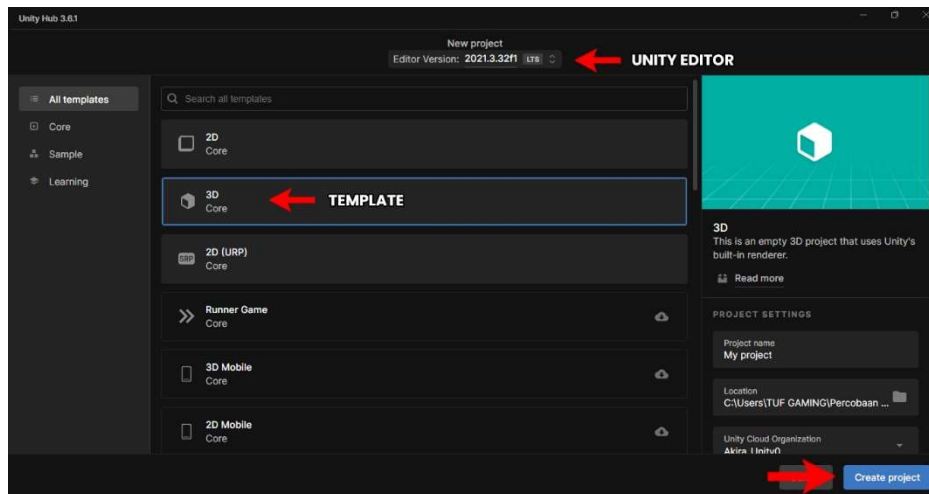 Unity Hub 3.6.1
New project
Editor Version: 2021.3.32f1 LTS
UNITY EDITOR
All templates
Core
Sample
Learning
Search all templates
2D
Core
3D
Core
TEMPLATE
2D (URP)
Core
Runner Game
Core
3D Mobile
Core
2D Mobile
Core
3D
This is an empty 3D project that uses Unity's
built-in renderer.
Read more
PROJECT SETTINGS
Project name
My project
Location
C:\Users\TUF GAMING\Percobaan ...
Unity Cloud Organization
Akira_Unity0
Create project